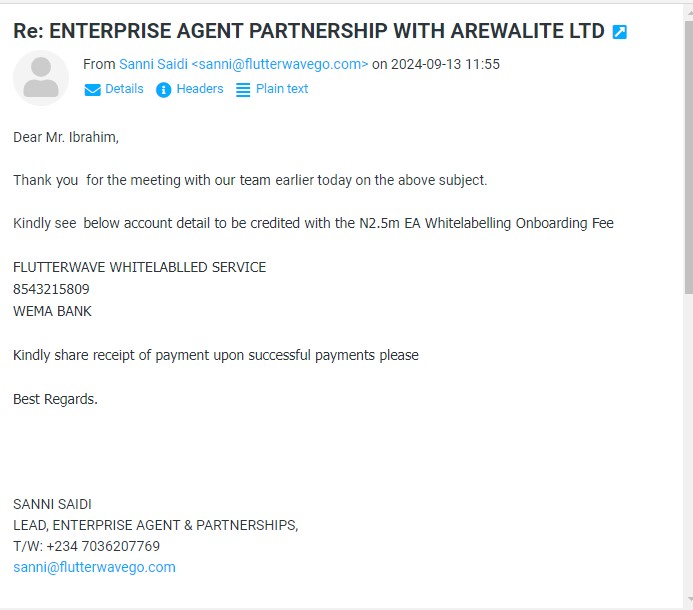 Re: ENTERPRISE AGENT PARTNERSHIP WITH AREWALITE LTD
From Sanni Saidi <sanni@flutterwavego.com> on 2024-09-13 11:55
Details Headers Plain text
Dear Mr. Ibrahim,
Thank you for the meeting with our team earlier today on the above subject.
Kindly see below account detail to be credited with the N2.5m EA Whitelabelling Onboarding Fee
FLUTTERWAVE WHITELABLLED SERVICE
8543215809
WEMA BANK
Kindly share receipt of payment upon successful payments please
Best Regards.
SANNI SAIDI
LEAD, ENTERPRISE AGENT & PARTNERSHIPS,
T/W: +234 7036207769
sanni@flutterwavego.com